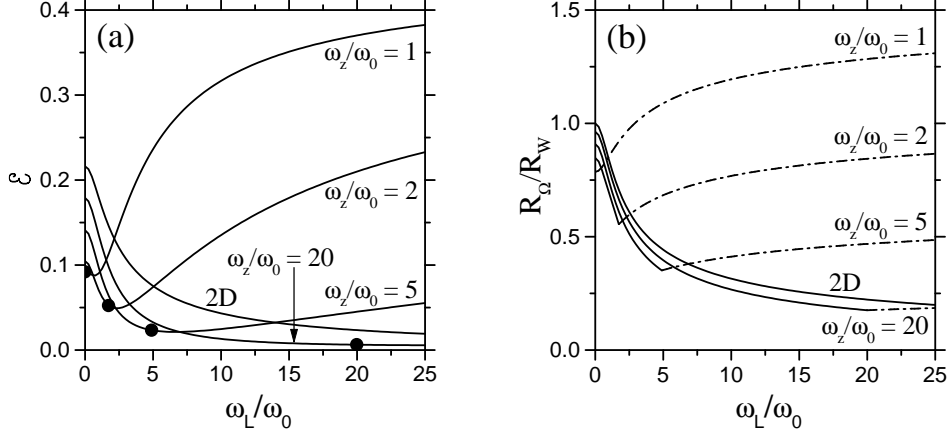 (a)
0.4
0.3
0.2
0.1
0.0
ℰ
ω_z/ω_0 = 1
ω_z/ω_0 = 2
ω_z/ω_0 = 20
2D
ω_z/ω_0 = 5
0 5 10 15 20 25
ω_L/ω_0
(b)
1.5
1.0
0.5
0.0
R_Ω/R_W
ω_z/ω_0 = 1
ω_z/ω_0 = 2
ω_z/ω_0 = 5
2D
ω_z/ω_0 = 20
0 5 10 15 20 25
ω_L/ω_0